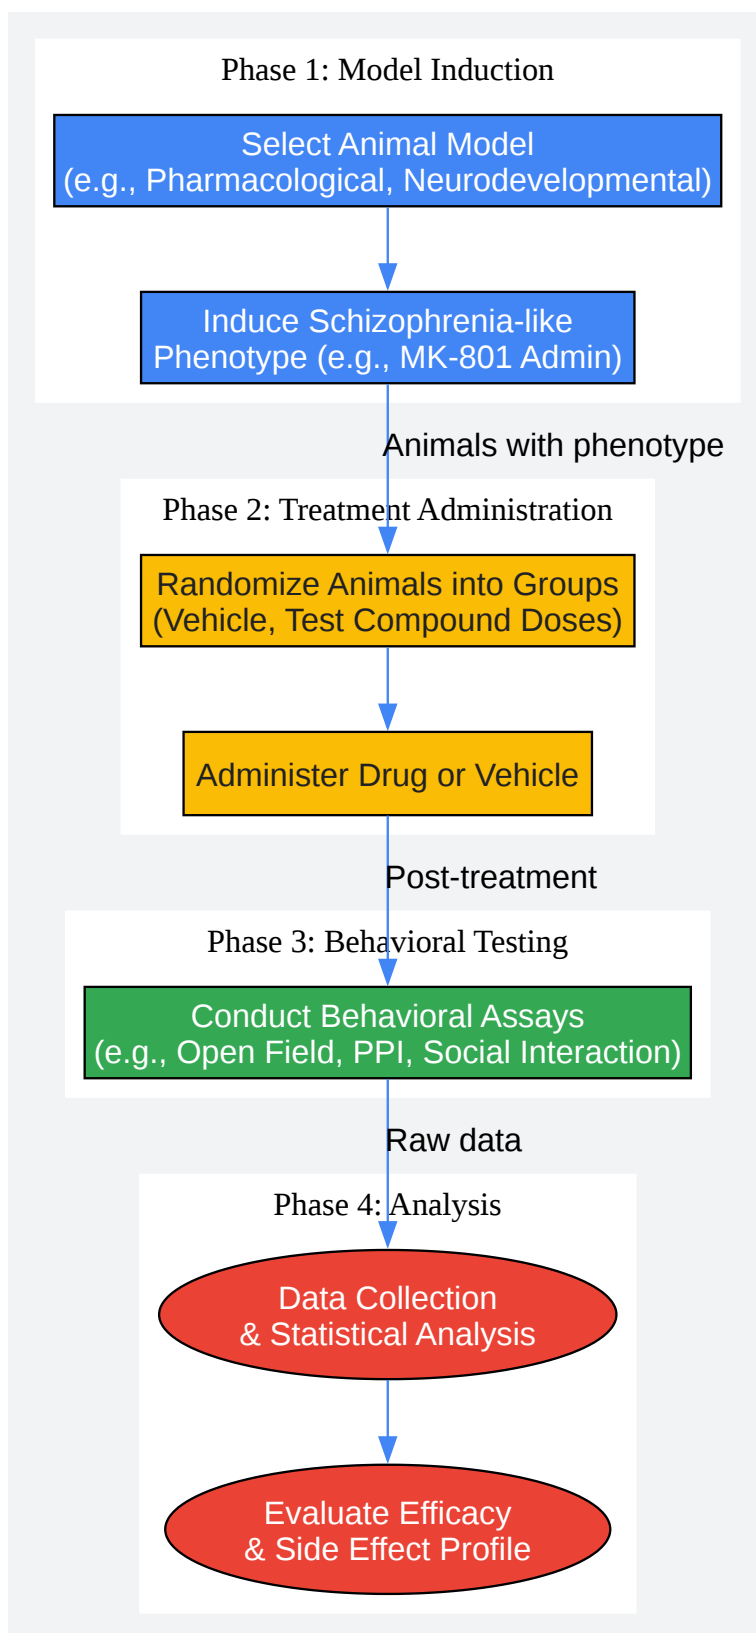 Phase 1: Model Induction
Select Animal Model
(e.g., Pharmacological, Neurodevelopmental)
Induce Schizophrenia-like
Phenotype (e.g., MK-801 Admin)
Animals with phenotype
Phase 2: Treatment Administration
Randomize Animals into Groups
(Vehicle, Test Compound Doses)
Administer Drug or Vehicle
Post-treatment
Phase 3: Behavioral Testing
Conduct Behavioral Assays
(e.g., Open Field, PPI, Social Interaction)
Raw data
Phase 4: Analysis
Data Collection
& Statistical Analysis
Evaluate Efficacy
& Side Effect Profile